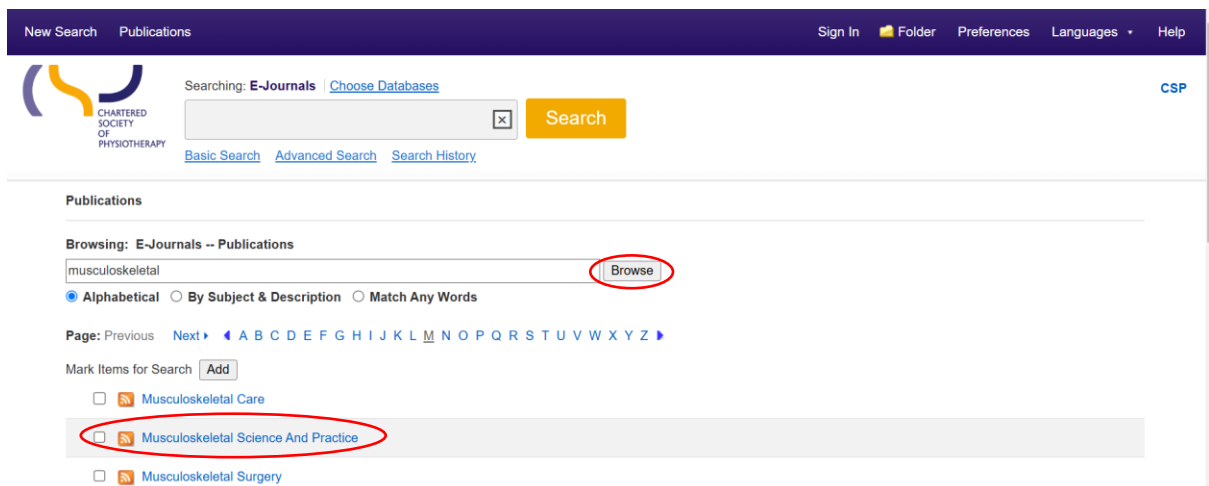 New Search Publications Sign In Folder Preferences Languages Help
CHARTERED
SOCIETY
OF
PHYSIOTHERAPY
Searching: E-Journals Choose Databases
CSP
Search
Basic Search Advanced Search Search History
Publications
Browsing: E-Journals -- Publications
musculoskeletal Browse
Alphabetical By Subject & Description Match Any Words
Page: Previous Next A B C D E F G H I J K L M N O P Q R S T U V W X Y Z
Mark Items for Search Add
Musculoskeletal Care
Musculoskeletal Science And Practice
Musculoskeletal Surgery